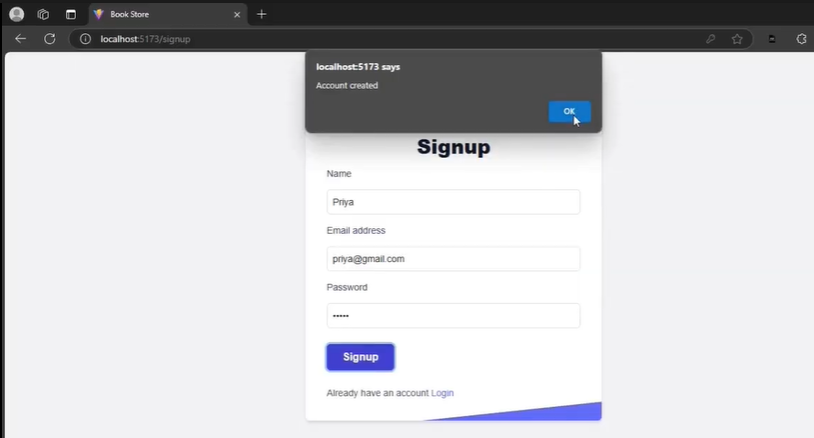 Book Store
localhost:5173/signup
localhost:5173 says
Account created
OK
Signup
Name
Priya
Email address
priya@gmail.com
Password
•••••
Signup
Already have an account Login